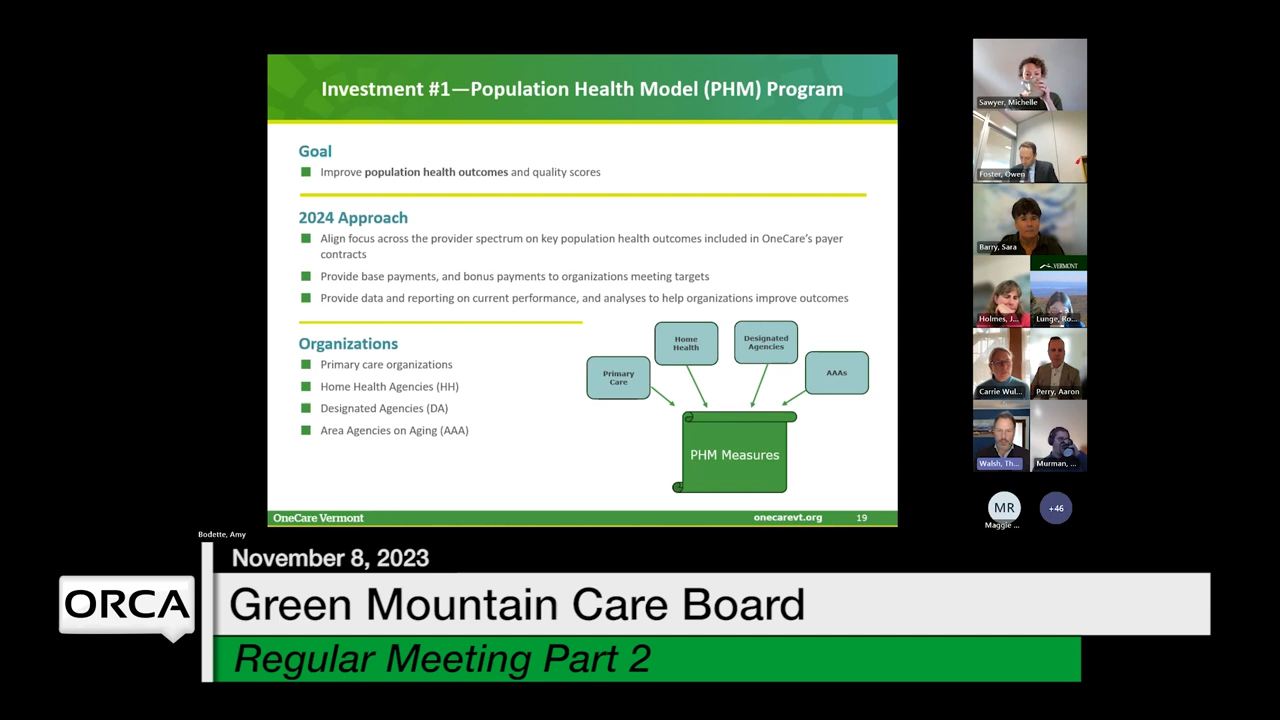 Investment #1—Population Health Model (PHM) Program
Goal
Improve population health outcomes and quality scores
2024 Approach
Align focus across the provider spectrum on key population health outcomes included in OneCare's payer
contracts
Provide base payments, and bonus payments to organizations meeting targets
Provide data and reporting on current performance, and analyses to help organizations improve outcomes
Organizations
Primary care organizations
Home Health Agencies (HH)
Designated Agencies (DA)
Area Agencies on Aging (AAA)
Primary
Care
Home
Health
Designated
Agencies
AAAs
PHM Measures
OneCare Vermont
onecarevt.org
19
Sawyer, Michelle
Foster, Owen
Barry, Sara
VERMONT
Holmes, J...
Lunge, Ro...
Carrie Wul...
Perry, Aaron
Walsh, Th...
Murman, ...
MR
+46
Maggie ...
Bodette, Amy
November 8, 2023
ORCA
Green Mountain Care Board
Regular Meeting Part 2